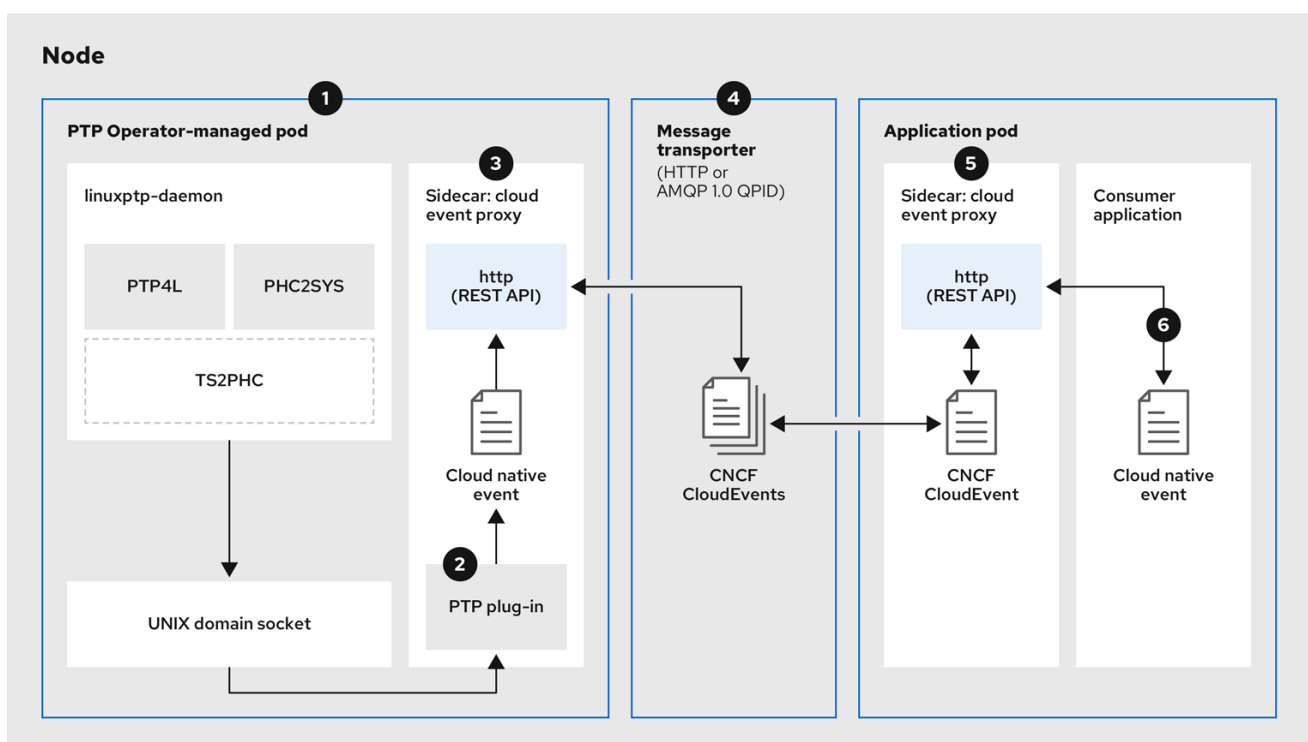 Node
1
PTP Operator-managed pod
linuxptp-daemon
PTP4L
PHC2SYS
TS2PHC
UNIX domain socket
3
Sidecar: cloud
event proxy
http
(REST API)
Cloud native
event
2
PTP plug-in
4
Message
transporter
(HTTP or
AMQP 1.0 QPID)
CNCF
CloudEvents
Application pod
5
Sidecar: cloud
event proxy
http
(REST API)
CNCF
CloudEvent
Consumer
application
6
Cloud native
event